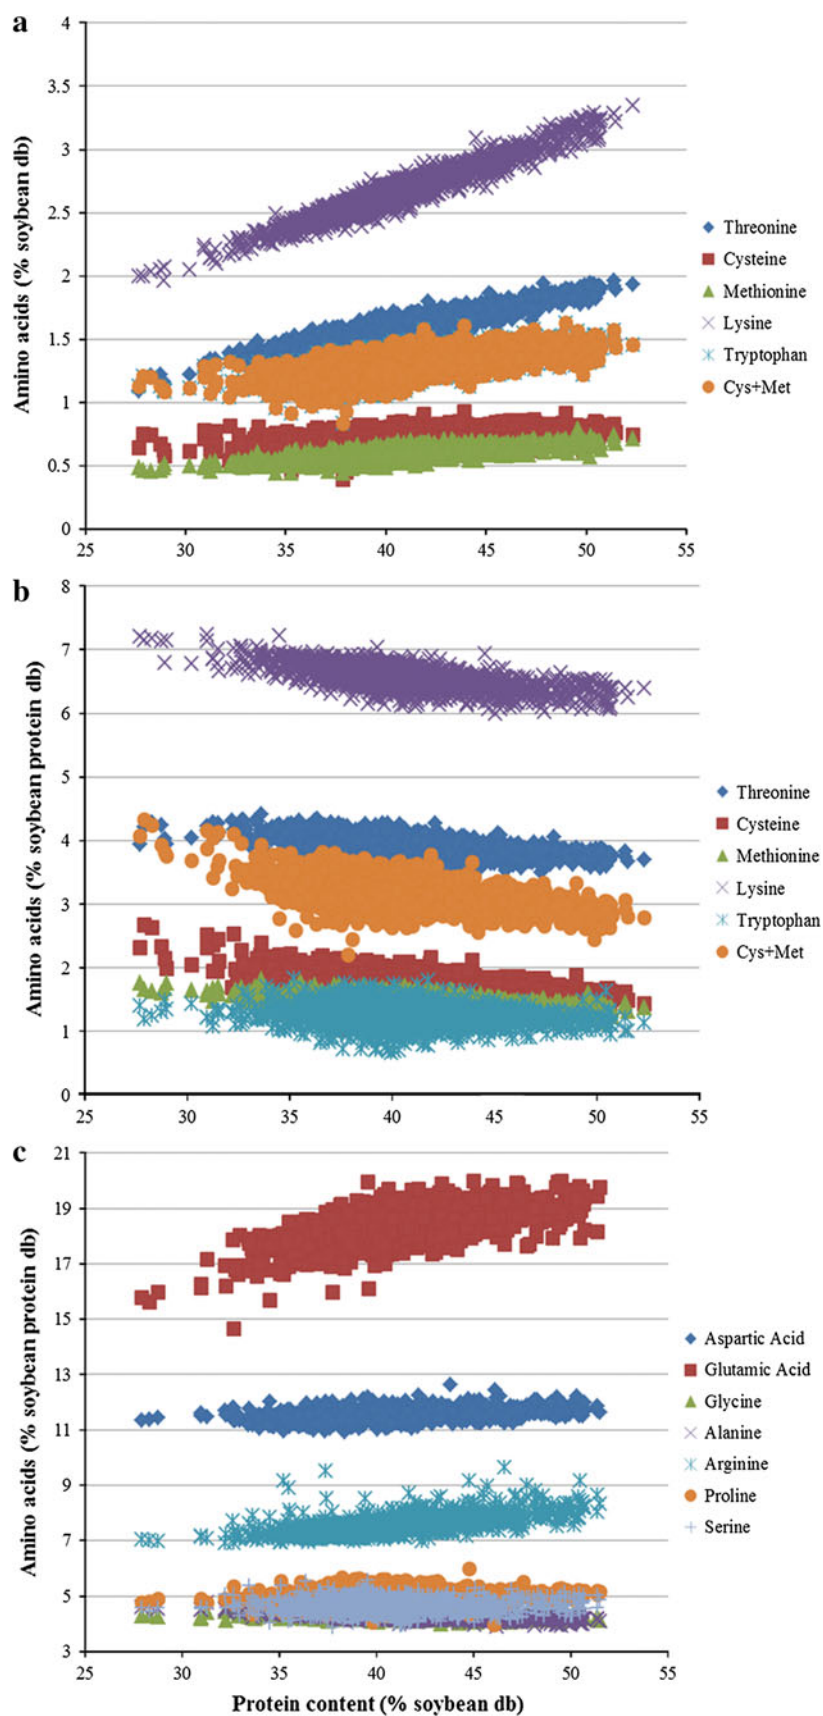 a
Amino acids (% soybean db)
4
3.5
3
2.5
2
1.5
1
0.5
0
25 30 35 40 45 50 55
Threonine
Cysteine
Methionine
Lysine
Tryptophan
Cys+Met
b
Amino acids (% soybean protein db)
8
7
6
5
4
3
2
1
0
25 30 35 40 45 50 55
Threonine
Cysteine
Methionine
Lysine
Tryptophan
Cys+Met
c
Amino acids (% soybean protein db)
21
19
17
15
13
11
9
7
5
3
25 30 35 40 45 50 55
Aspartic Acid
Glutamic Acid
Glycine
Alanine
Arginine
Proline
Serine
Protein content (% soybean db)